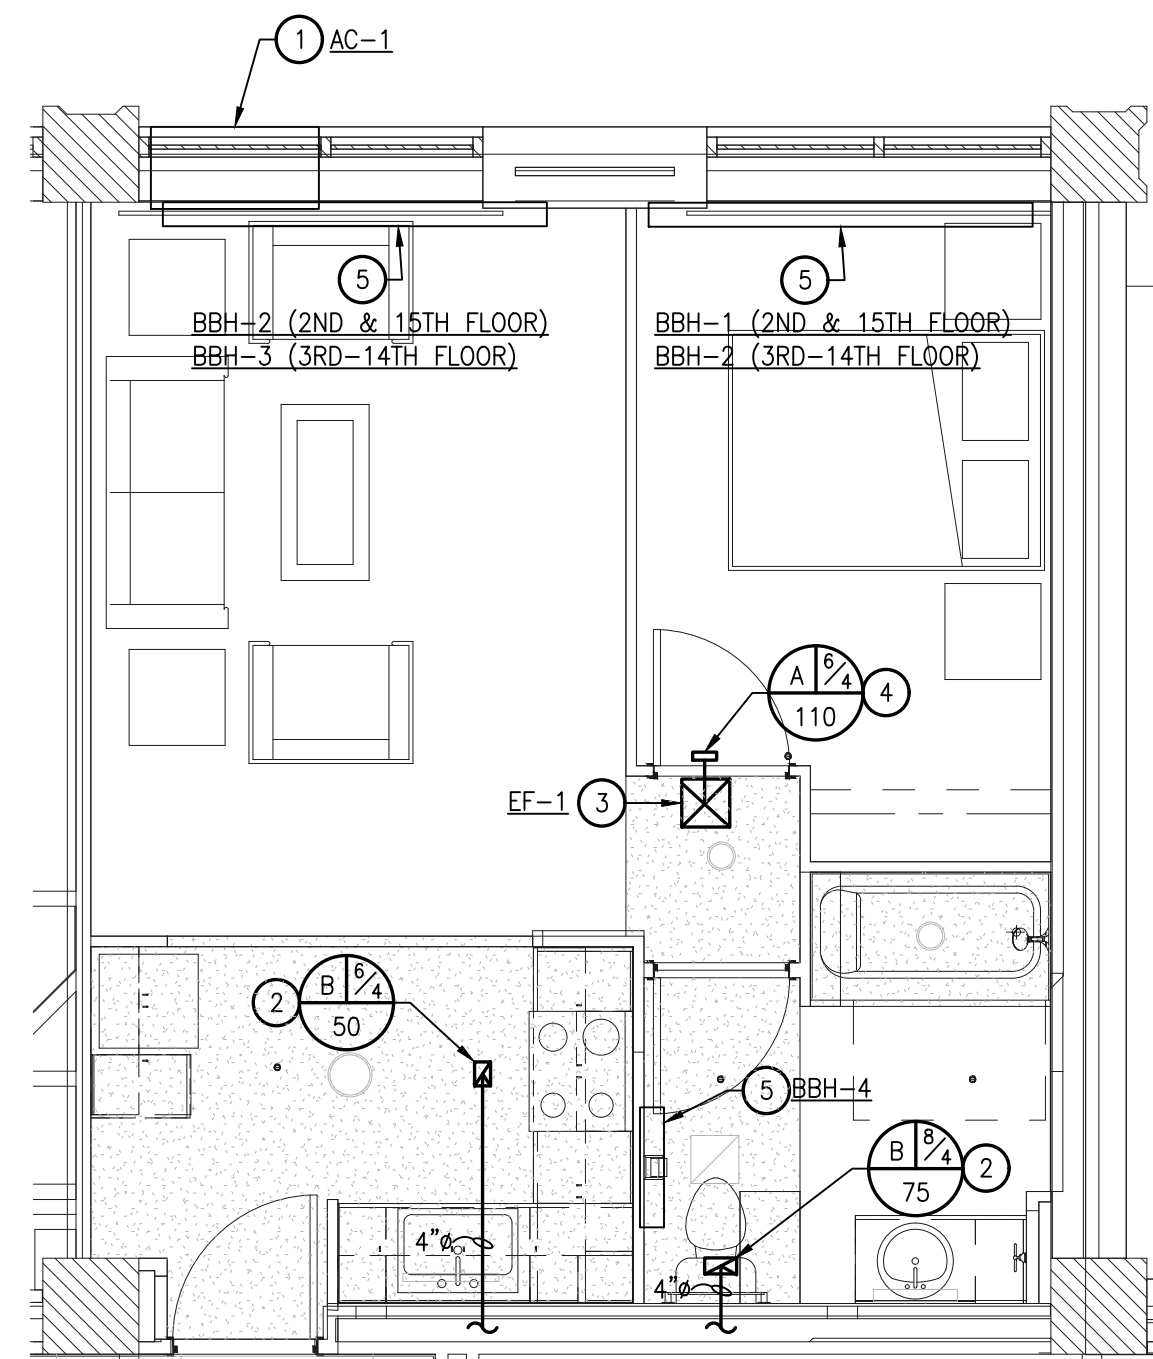 1 AC-1
5
5
BBH-2 (2ND & 15TH FLOOR)
BBH-3 (3RD-14TH FLOOR)
BBH-1 (2ND & 15TH FLOOR)
BBH-2 (3RD-14TH FLOOR)
A 6/4
110
4
EF-1 3
2
B 6/4
50
5 BBH-4
B 8/4
75
2
4"ø
4"ø